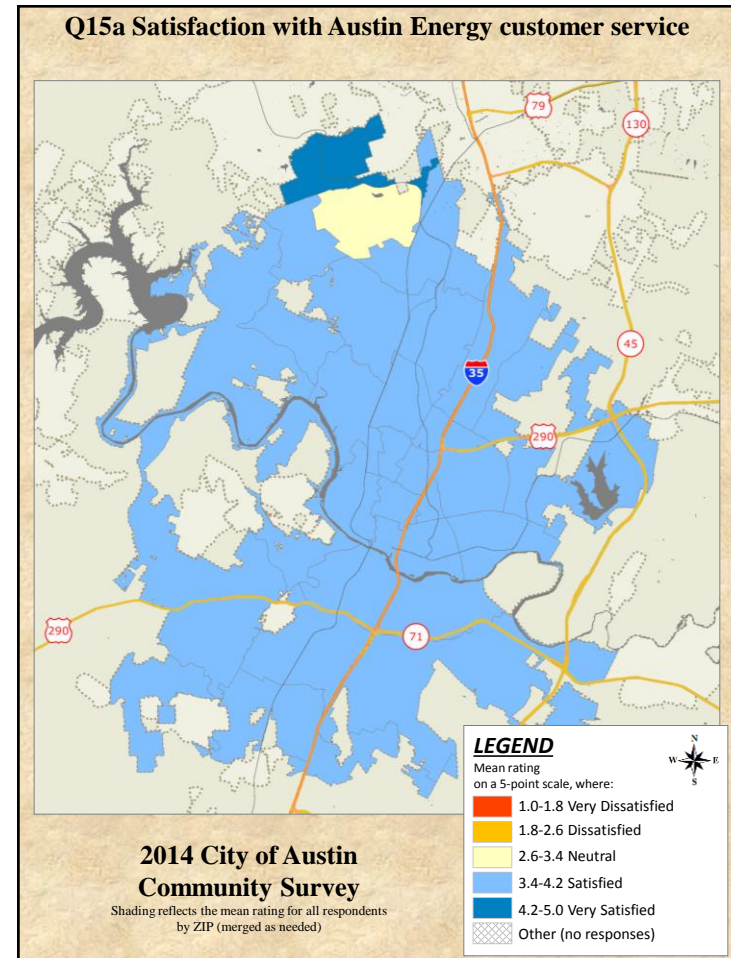 Q15a Satisfaction with Austin Energy customer service
79
130
45
35
290
290
71
LEGEND
Mean rating
on a 5-point scale, where:
1.0-1.8 Very Dissatisfied
1.8-2.6 Dissatisfied
2.6-3.4 Neutral
3.4-4.2 Satisfied
4.2-5.0 Very Satisfied
Other (no responses)
N
W E
S
2014 City of Austin
Community Survey
Shading reflects the mean rating for all respondents
by ZIP (merged as needed)